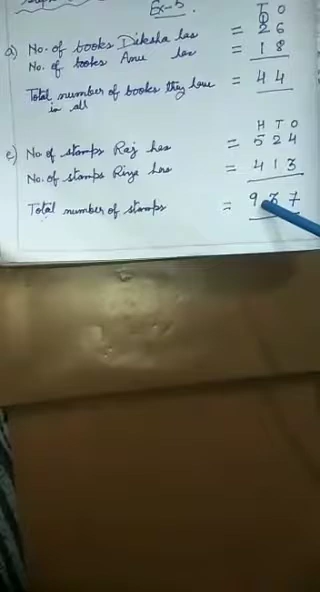 Ex-5.
T O
1
a) No. of books Diksha has = 2 6
No. of books Anu has = 1 8
Total number of books they have = 4 4
in all
H T O
c) No of stamps Raj has = 5 2 4
No. of stamps Riya has = 4 1 3
Total number of stamps = 9 3 7